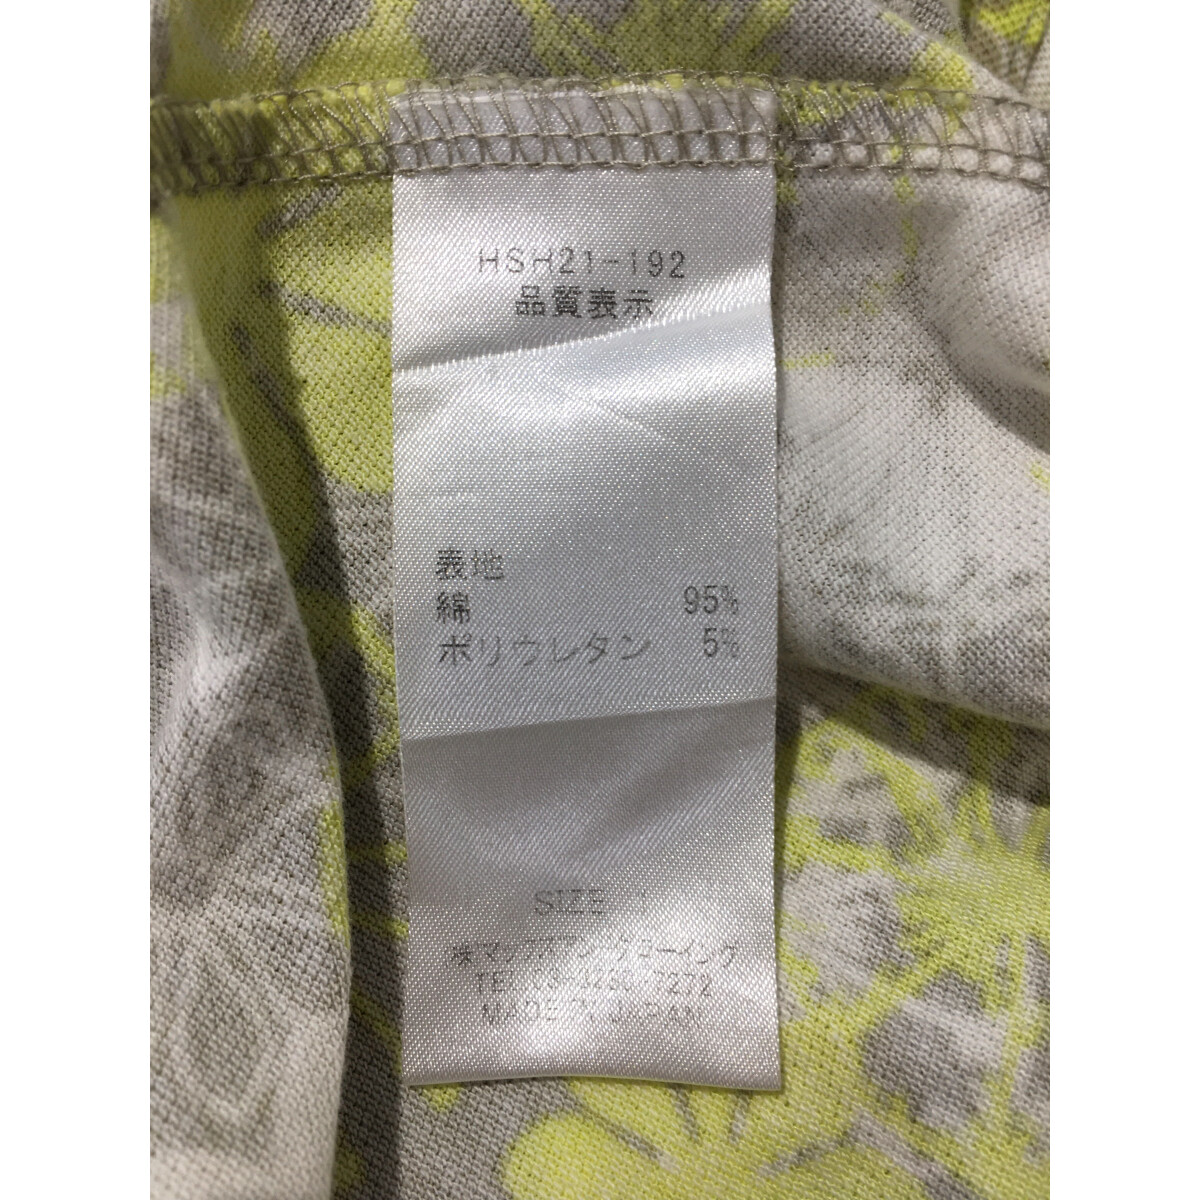 HSH21-192
品質表示
表地
綿 95%
ポリウレタン 5%
SIZE
MADE IN JAPAN